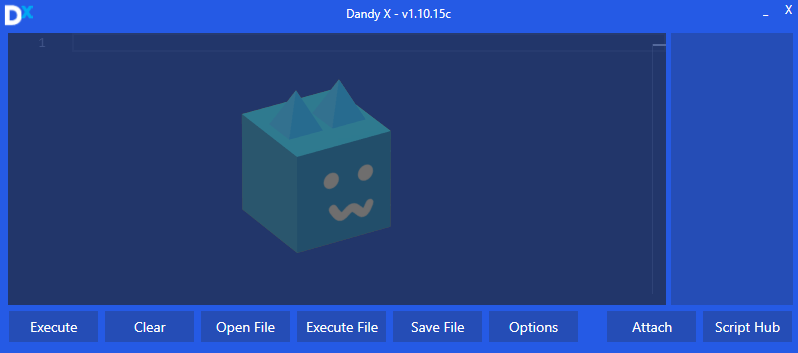 DX
Dandy X - v1.10.15c
_ X
1
Execute
Clear
Open File
Execute File
Save File
Options
Attach
Script Hub